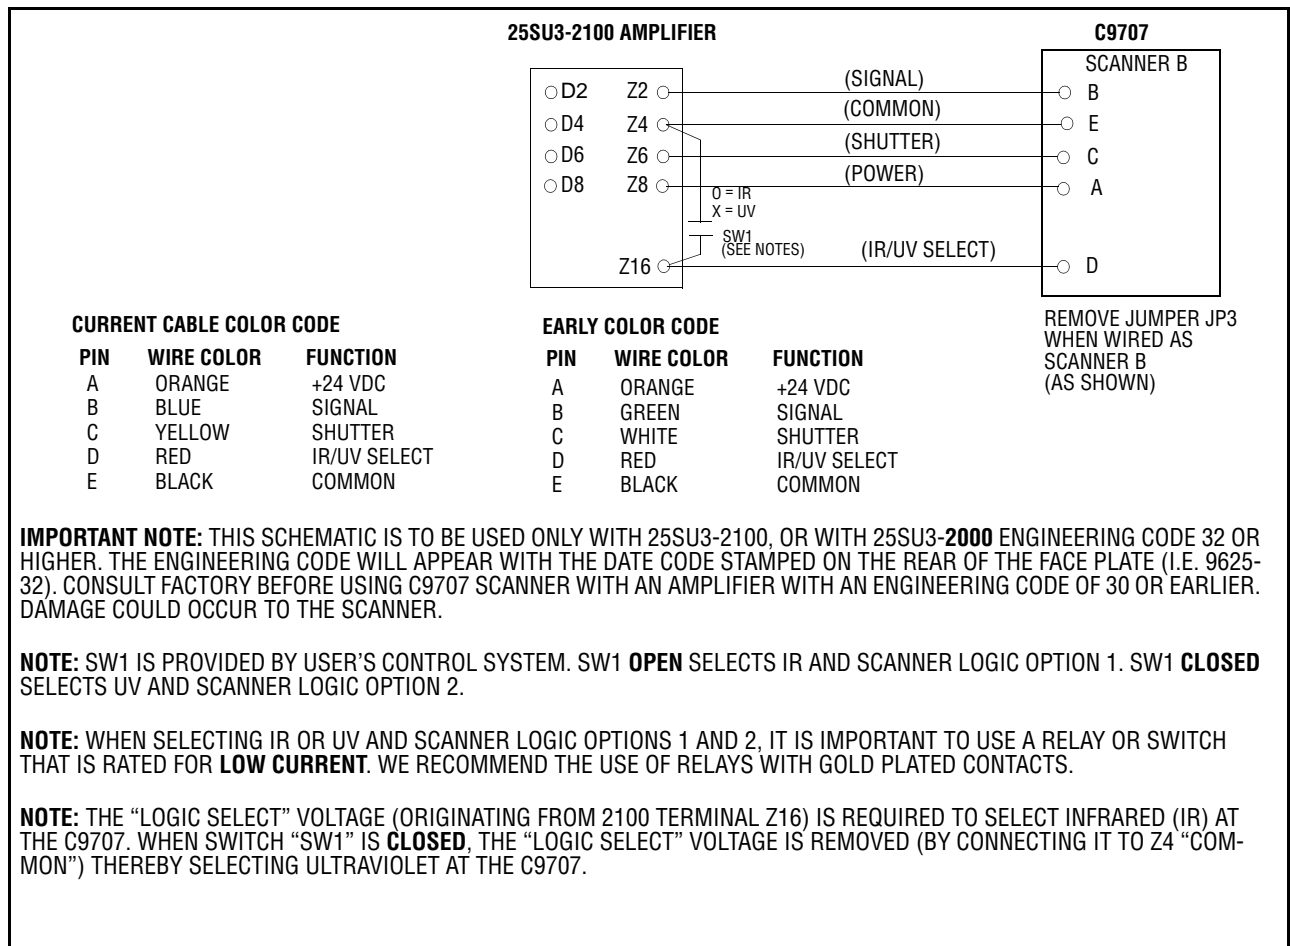 25SU3-2100 AMPLIFIER
C9707
SCANNER B
D2 Z2 (SIGNAL) B
D4 Z4 (COMMON) E
D6 Z6 (SHUTTER) C
D8 Z8 (POWER) A
O = IR
X = UV
SW1
(SEE NOTES)
Z16 (IR/UV SELECT) D
REMOVE JUMPER JP3
WHEN WIRED AS
SCANNER B
(AS SHOWN)
CURRENT CABLE COLOR CODE
PIN WIRE COLOR FUNCTION
A ORANGE +24 VDC
B BLUE SIGNAL
C YELLOW SHUTTER
D RED IR/UV SELECT
E BLACK COMMON
EARLY COLOR CODE
PIN WIRE COLOR FUNCTION
A ORANGE +24 VDC
B GREEN SIGNAL
C WHITE SHUTTER
D RED IR/UV SELECT
E BLACK COMMON
IMPORTANT NOTE: THIS SCHEMATIC IS TO BE USED ONLY WITH 25SU3-2100, OR WITH 25SU3-2000 ENGINEERING CODE 32 OR
HIGHER. THE ENGINEERING CODE WILL APPEAR WITH THE DATE CODE STAMPED ON THE REAR OF THE FACE PLATE (I.E. 9625-
32). CONSULT FACTORY BEFORE USING C9707 SCANNER WITH AN AMPLIFIER WITH AN ENGINEERING CODE OF 30 OR EARLIER.
DAMAGE COULD OCCUR TO THE SCANNER.
NOTE: SW1 IS PROVIDED BY USER'S CONTROL SYSTEM. SW1 OPEN SELECTS IR AND SCANNER LOGIC OPTION 1. SW1 CLOSED
SELECTS UV AND SCANNER LOGIC OPTION 2.
NOTE: WHEN SELECTING IR OR UV AND SCANNER LOGIC OPTIONS 1 AND 2, IT IS IMPORTANT TO USE A RELAY OR SWITCH
THAT IS RATED FOR LOW CURRENT. WE RECOMMEND THE USE OF RELAYS WITH GOLD PLATED CONTACTS.
NOTE: THE "LOGIC SELECT" VOLTAGE (ORIGINATING FROM 2100 TERMINAL Z16) IS REQUIRED TO SELECT INFRARED (IR) AT
THE C9707. WHEN SWITCH "SW1" IS CLOSED, THE "LOGIC SELECT" VOLTAGE IS REMOVED (BY CONNECTING IT TO Z4 "COM-
MON") THEREBY SELECTING ULTRAVIOLET AT THE C9707.